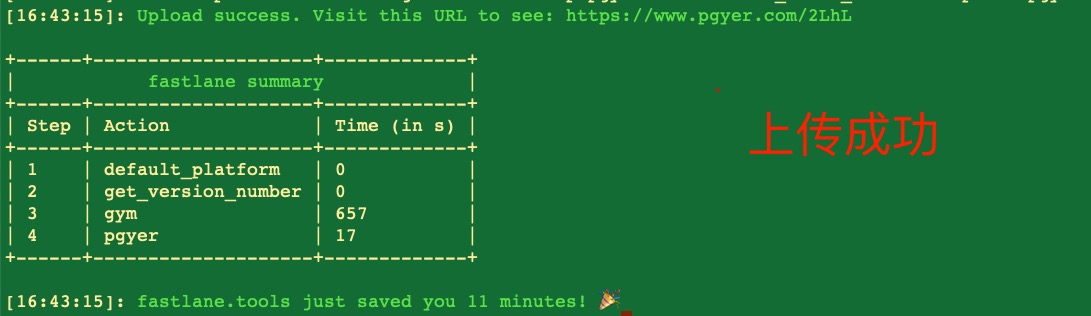 [16:43:15]: Upload success. Visit this URL to see: https://www.pgyer.com/2LhL
+------+--------------------+-------------+
|            fastlane summary             |
+------+--------------------+-------------+
| Step | Action             | Time (in s) |
+------+--------------------+-------------+
上传成功
| 1    | default_platform   | 0           |
| 2    | get_version_number | 0           |
| 3    | gym                | 657         |
| 4    | pgyer              | 17          |
+------+--------------------+-------------+
[16:43:15]: fastlane.tools just saved you 11 minutes! 🎉